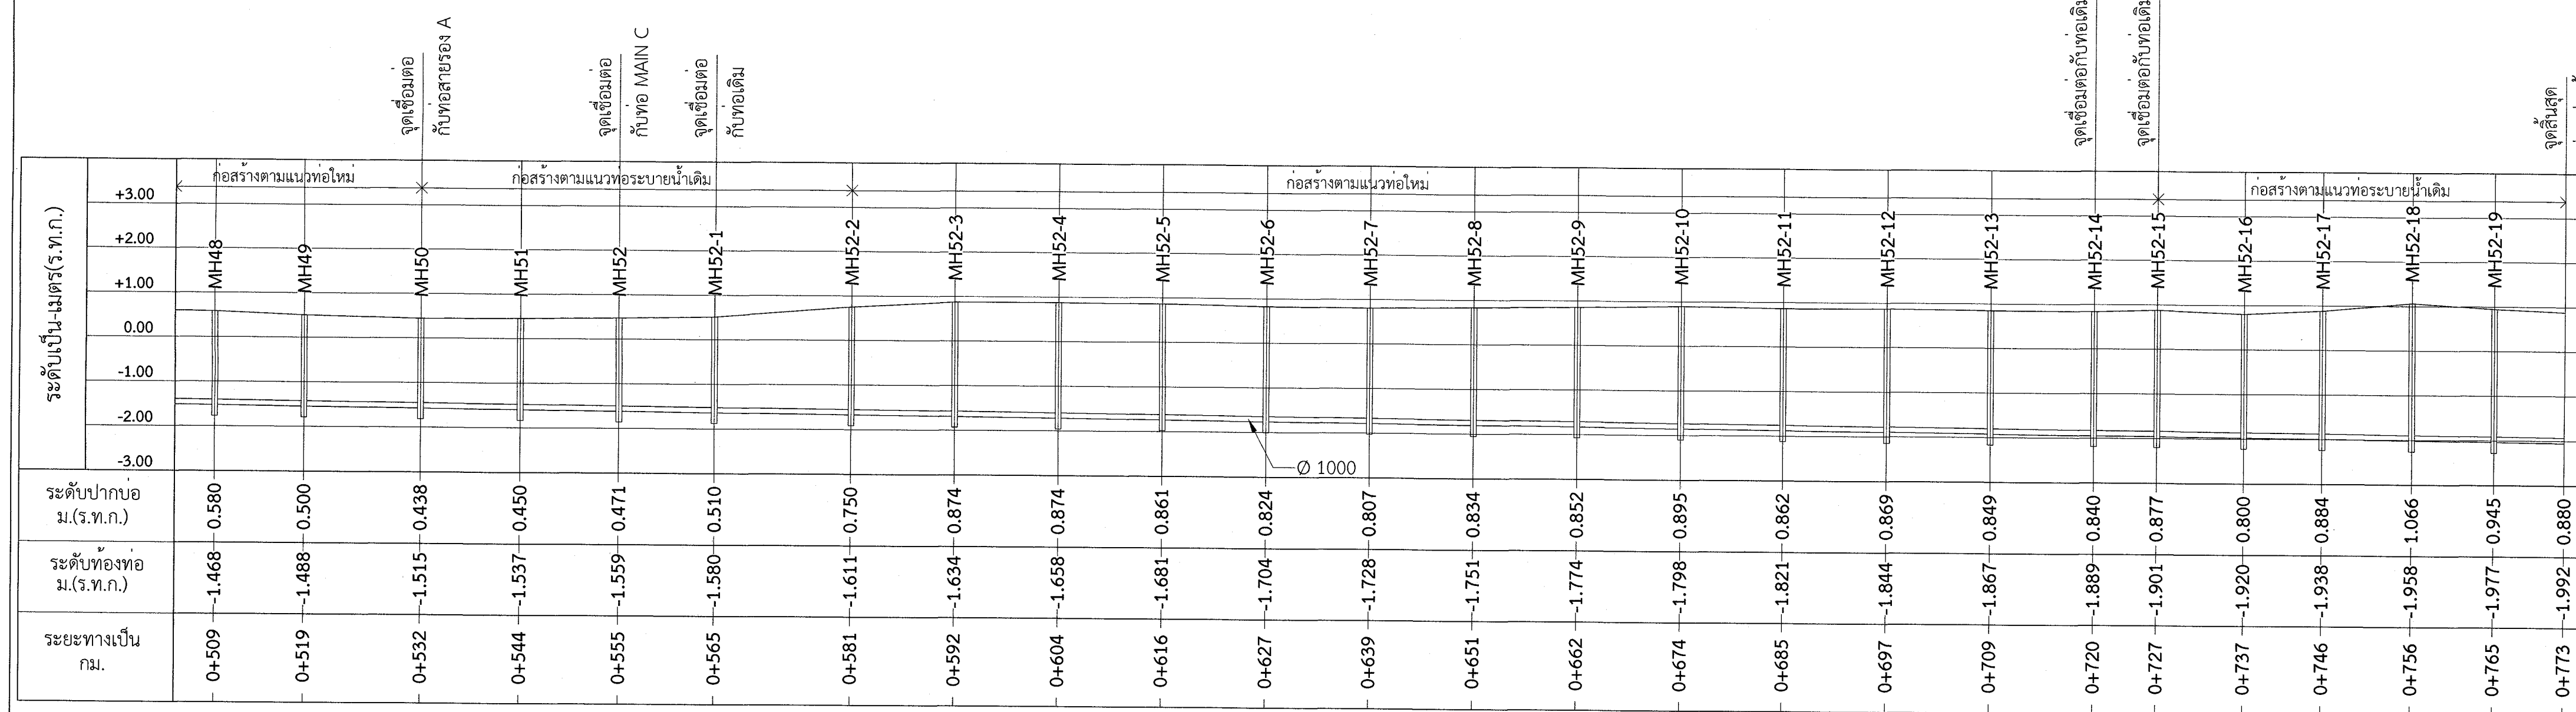 จุดเชื่อมต่อ
กับท่อสายรอง A
จุดเชื่อมต่อ
กับท่อ MAIN C
จุดเชื่อมต่อ
กับท่อเดิม
จุดเชื่อมต่อกับท่อเดิม
จุดเชื่อมต่อกับท่อเดิม
จุดสิ้นสุด
ก่อสร้างตามแนวท่อใหม่
ก่อสร้างตามแนวท่อระบายน้ำเดิม
ก่อสร้างตามแนวท่อใหม่
ก่อสร้างตามแนวท่อระบายน้ำเดิม
ระดับเป็น-เมตร(ร.ท.ก.)
+3.00
+2.00
+1.00
0.00
-1.00
-2.00
-3.00
MH48
MH49
MH50
MH51
MH52
MH52-1
MH52-2
MH52-3
MH52-4
MH52-5
MH52-6
MH52-7
MH52-8
MH52-9
MH52-10
MH52-11
MH52-12
MH52-13
MH52-14
MH52-15
MH52-16
MH52-17
MH52-18
MH52-19
Ø 1000
ระดับปากบ่อ
ม.(ร.ท.ก.)
0.580
0.500
0.438
0.450
0.471
0.510
0.750
0.874
0.874
0.861
0.824
0.807
0.834
0.852
0.895
0.862
0.869
0.849
0.840
0.877
0.800
0.884
1.066
0.945
0.880
ระดับท้องท่อ
ม.(ร.ท.ก.)
-1.468
-1.488
-1.515
-1.537
-1.559
-1.580
-1.611
-1.634
-1.658
-1.681
-1.704
-1.728
-1.751
-1.774
-1.798
-1.821
-1.844
-1.867
-1.889
-1.901
-1.920
-1.938
-1.958
-1.977
-1.992
ระยะทางเป็น
กม.
0+509
0+519
0+532
0+544
0+555
0+565
0+581
0+592
0+604
0+616
0+627
0+639
0+651
0+662
0+674
0+685
0+697
0+709
0+720
0+727
0+737
0+746
0+756
0+765
0+773